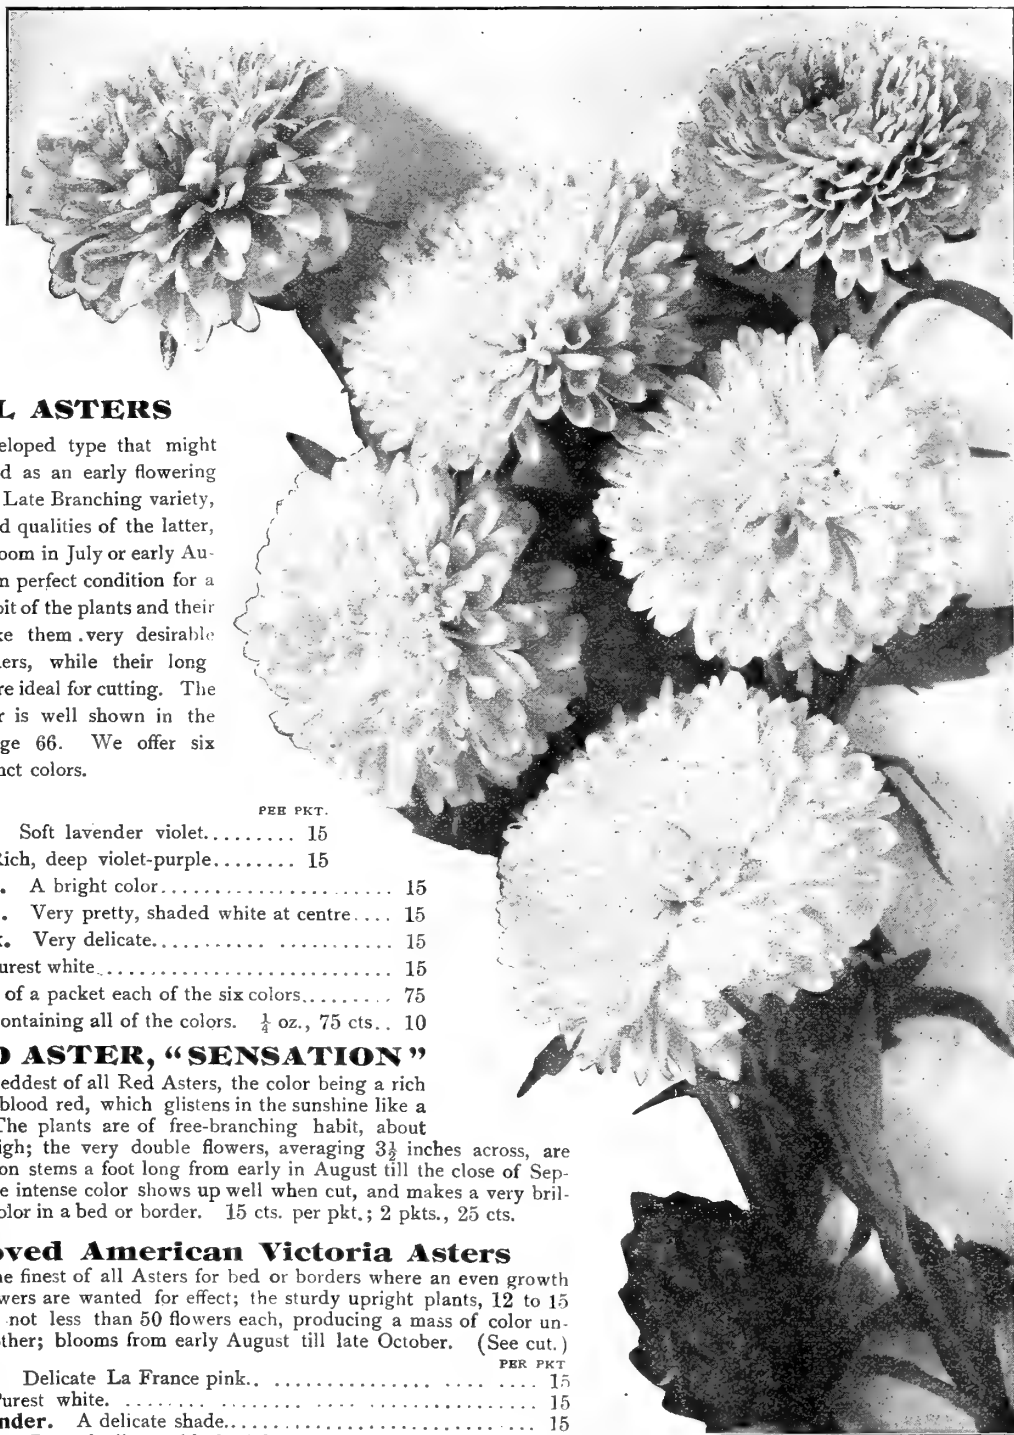 L ASTERS
eloped type that might
d as an early flowering
Late Branching variety,
d qualities of the latter,
oom in July or early Au-
n perfect condition for a
bit of the plants and their
ke them very desirable
ers, while their long
re ideal for cutting. The
r is well shown in the
ge 66. We offer six
nct colors.
PER PKT.
Soft lavender violet......... 15
Rich, deep violet-purple........ 15
. A bright color...................... 15
. Very pretty, shaded white at centre.... 15
k. Very delicate........... ........... 15
urest white........................... 15
of a packet each of the six colors......... 75
ontaining all of the colors. ¼ oz., 75 cts.. 10
D ASTER, “SENSATION”
eddest of all Red Asters, the color being a rich
blood red, which glistens in the sunshine like a
The plants are of free-branching habit, about
igh; the very double flowers, averaging 3½ inches across, are
on stems a foot long from early in August till the close of Sep-
e intense color shows up well when cut, and makes a very bril-
olor in a bed or border. 15 cts. per pkt.; 2 pkts., 25 cts.
oved American Victoria Asters
he finest of all Asters for bed or borders where an even growth
wers are wanted for effect; the sturdy upright plants, 12 to 15
not less than 50 flowers each, producing a mass of color un-
ther; blooms from early August till late October. (See cut.)
PER PKT
Delicate La France pink.. ................ .... .... 15
Purest white. ........ ... .................. ........ 15
nder. A delicate shade.............................. 15